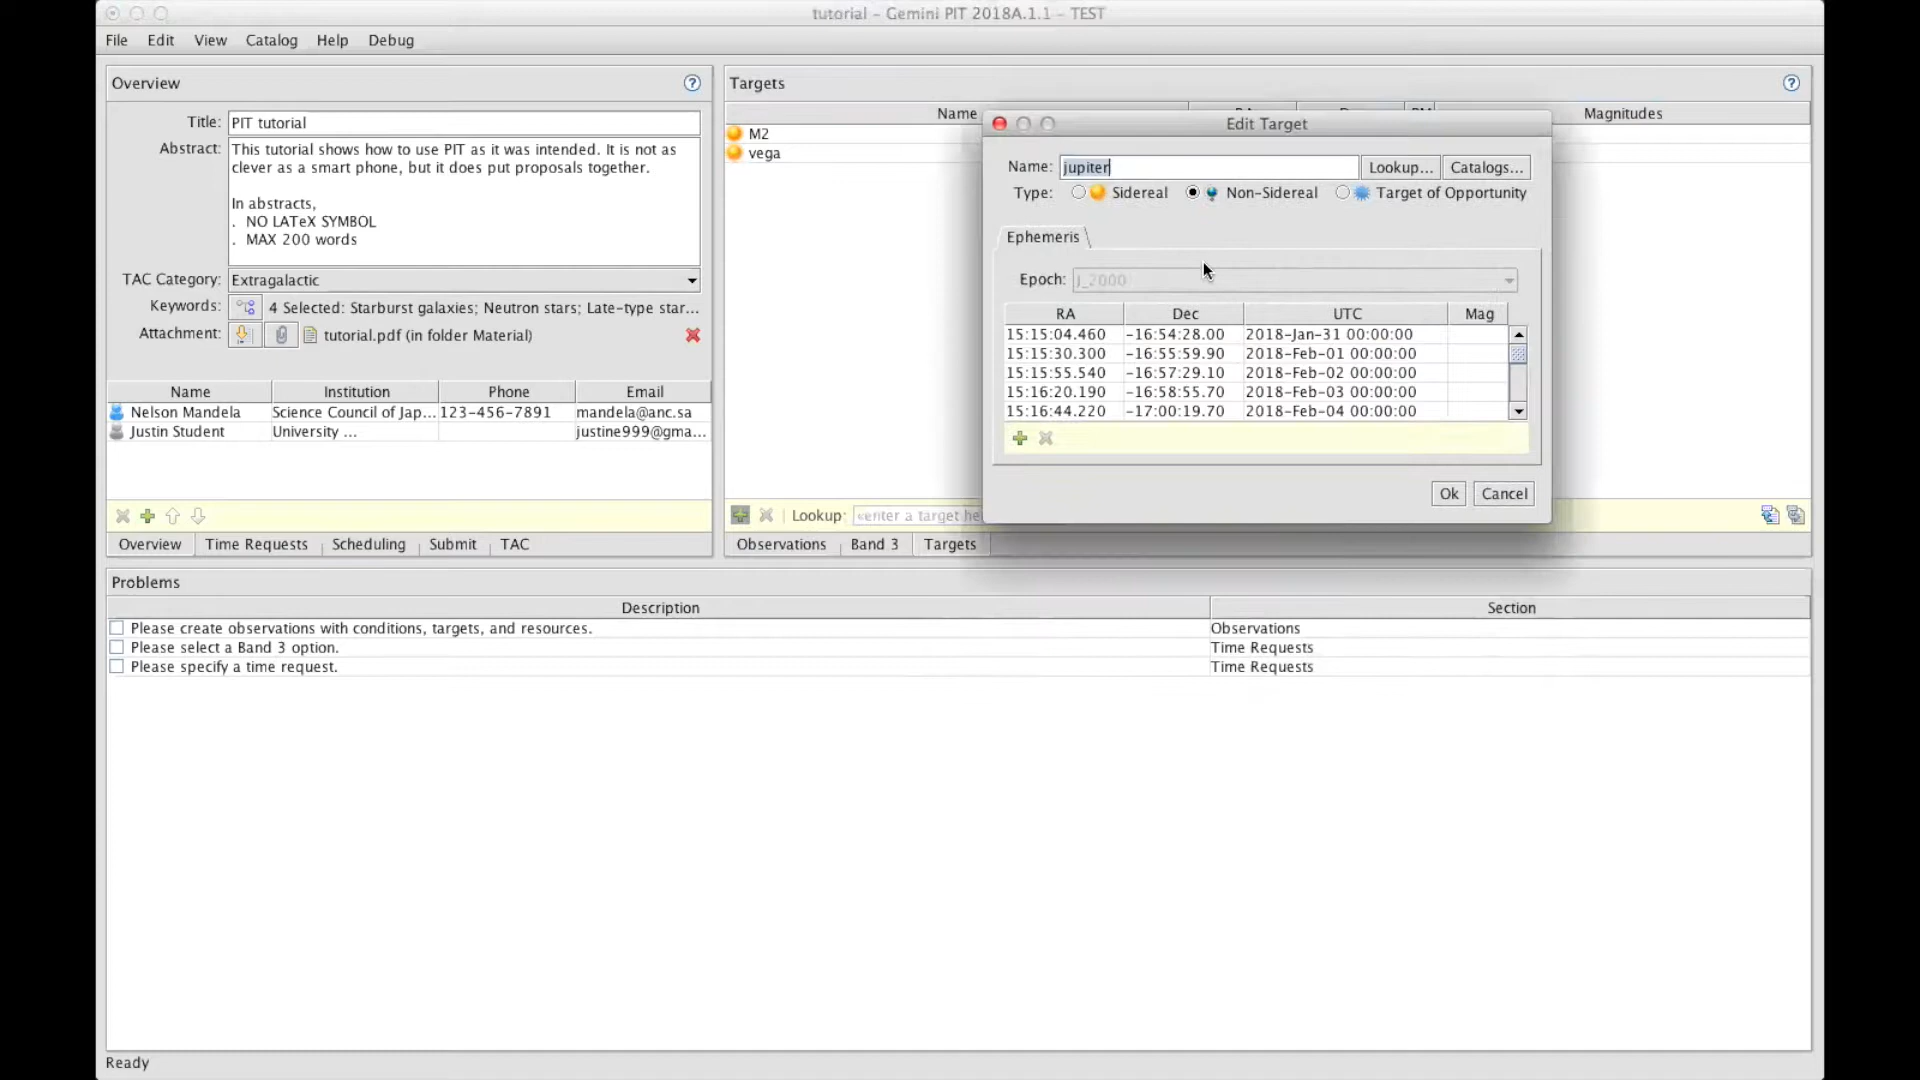 tutorial – Gemini PIT 2018A.1.1 – TEST
File Edit View Catalog Help Debug
Overview
Title: PIT tutorial
Abstract: This tutorial shows how to use PIT as it was intended. It is not as
clever as a smart phone, but it does put proposals together.
In abstracts,
. NO LATeX SYMBOL
. MAX 200 words
TAC Category: Extragalactic
Keywords: 4 Selected: Starburst galaxies; Neutron stars; Late-type star...
Attachment: tutorial.pdf (in folder Material)
Name Institution Phone Email
Nelson Mandela Science Council of Jap... 123-456-7891 mandela@anc.sa
Justin Student University ... justine999@gma...
Overview Time Requests Scheduling Submit TAC
Targets
Name Magnitudes
M2
vega
Lookup: «enter a target he
Observations Band 3 Targets
Edit Target
Name: jupiter Lookup... Catalogs...
Type: Sidereal Non-Sidereal Target of Opportunity
Ephemeris
Epoch: J_2000
RA Dec UTC Mag
15:15:04.460 -16:54:28.00 2018-Jan-31 00:00:00
15:15:30.300 -16:55:59.90 2018-Feb-01 00:00:00
15:15:55.540 -16:57:29.10 2018-Feb-02 00:00:00
15:16:20.190 -16:58:55.70 2018-Feb-03 00:00:00
15:16:44.220 -17:00:19.70 2018-Feb-04 00:00:00
Ok Cancel
Problems
Description Section
Please create observations with conditions, targets, and resources. Observations
Please select a Band 3 option. Time Requests
Please specify a time request. Time Requests
Ready